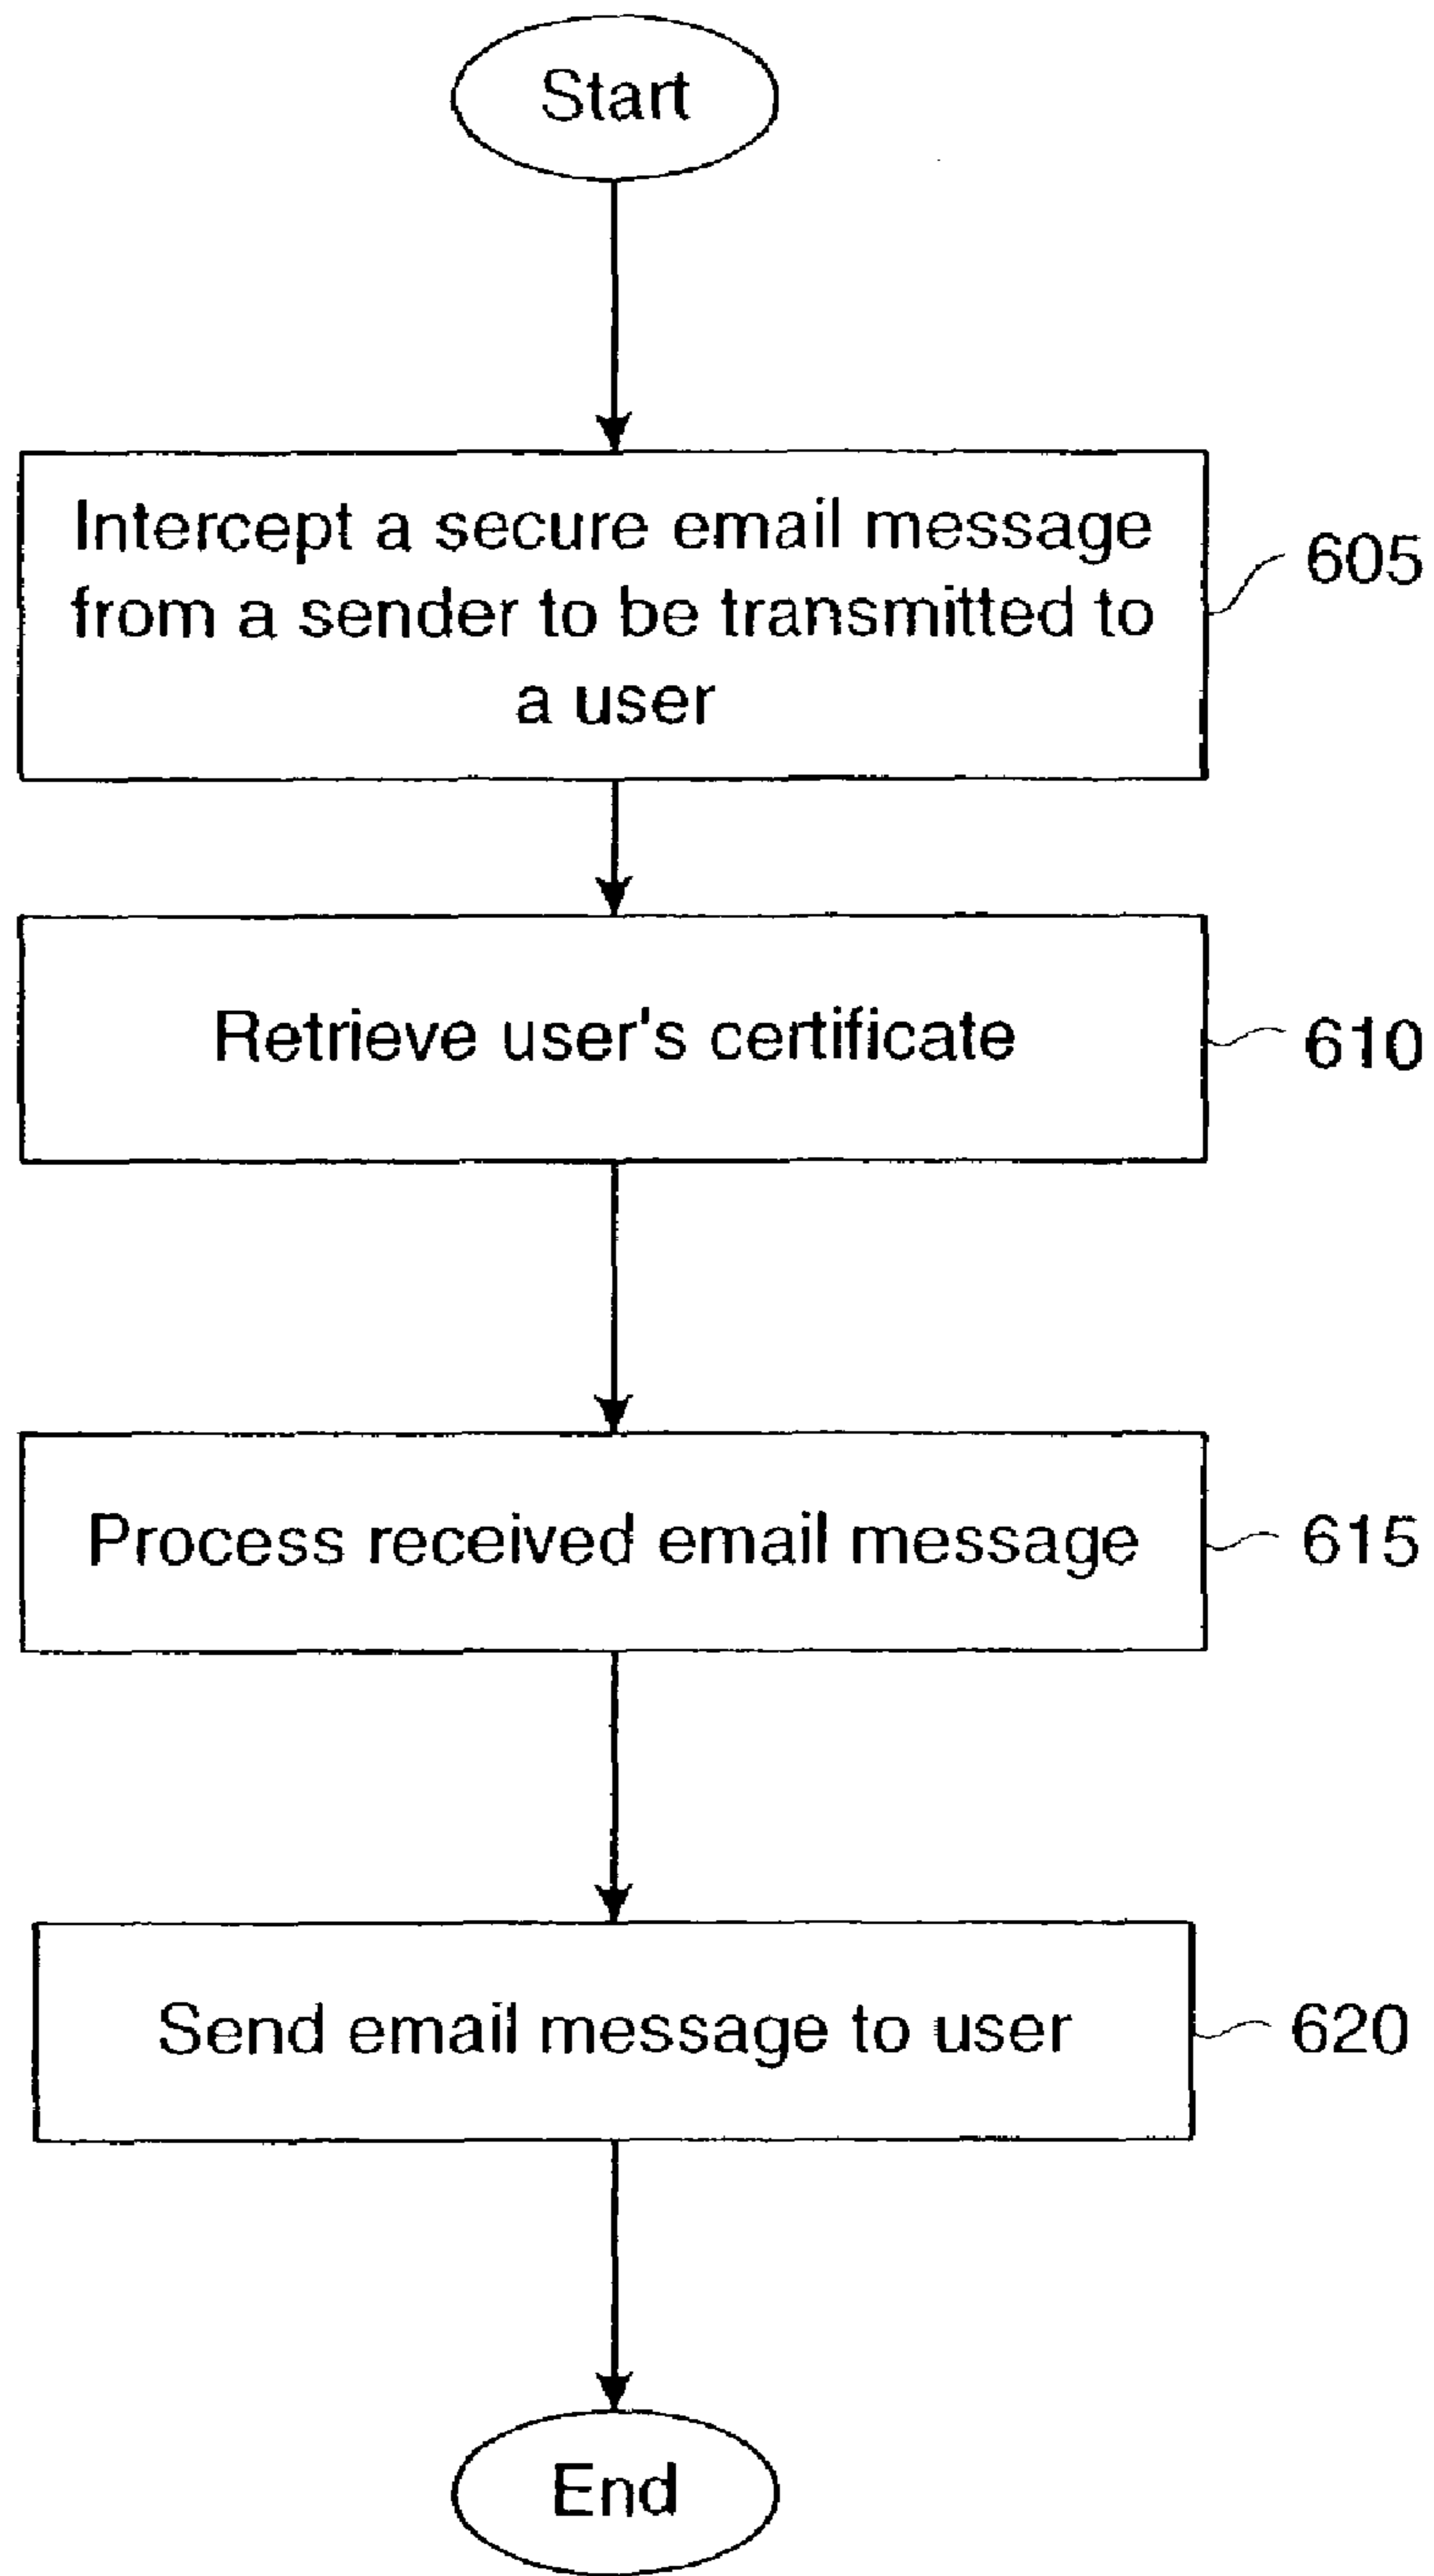 Start
Intercept a secure email message
from a sender to be transmitted to
a user
605
Retrieve user's certificate
610
Process received email message
615
Send email message to user
620
End